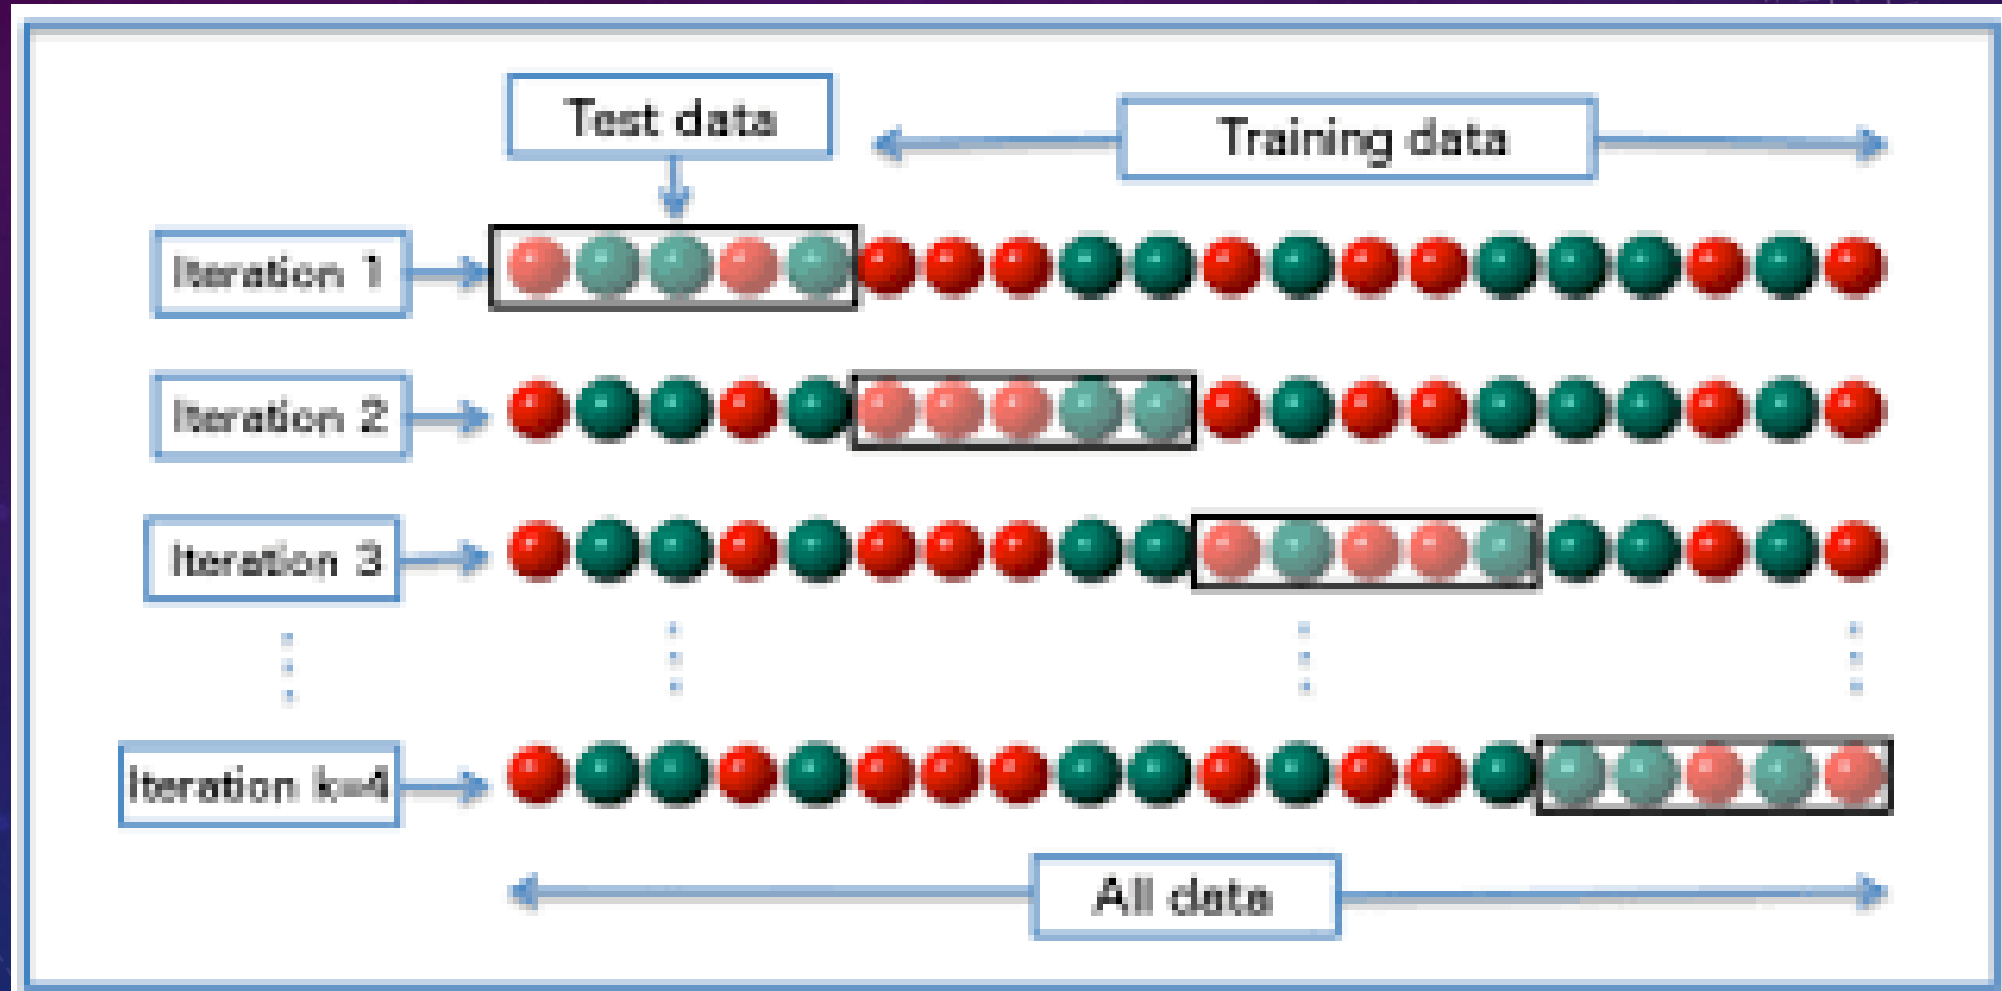 Test data
Training data
Iteration 1
Iteration 2
Iteration 3
Iteration k=4
All data